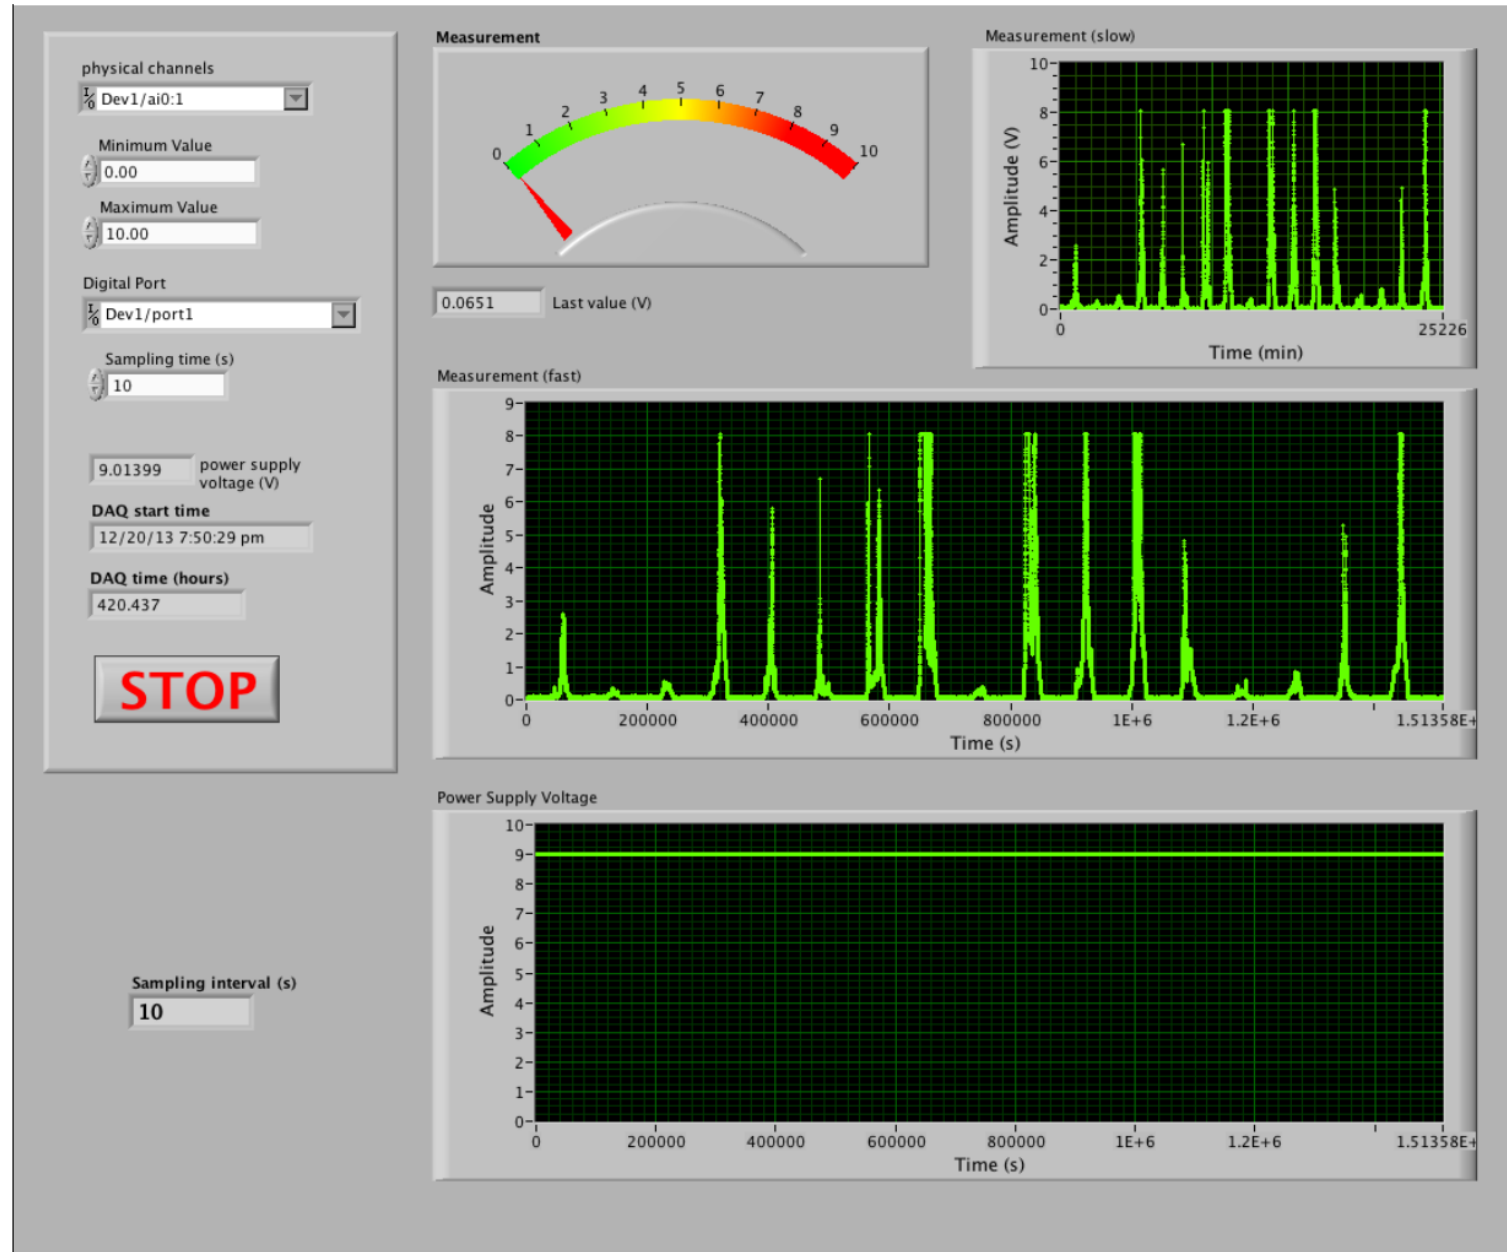 physical channels
Dev1/ai0:1
Minimum Value
0.00
Maximum Value
10.00
Digital Port
Dev1/port1
Sampling time (s)
10
9.01399
power supply
voltage (V)
DAQ start time
12/20/13 7:50:29 pm
DAQ time (hours)
420.437
STOP
Sampling interval (s)
10
Measurement
0 1 2 3 4 5 6 7 8 9 10
0.0651 Last value (V)
Measurement (slow)
10
8
6
4
2
0
Amplitude (V)
0 25226
Time (min)
Measurement (fast)
9
8
7
6
5
4
3
2
1
0
Amplitude
0 200000 400000 600000 800000 1E+6 1.2E+6 1.51358E+
Time (s)
Power Supply Voltage
10
9
8
7
6
5
4
3
2
1
0
Amplitude
0 200000 400000 600000 800000 1E+6 1.2E+6 1.51358E+
Time (s)